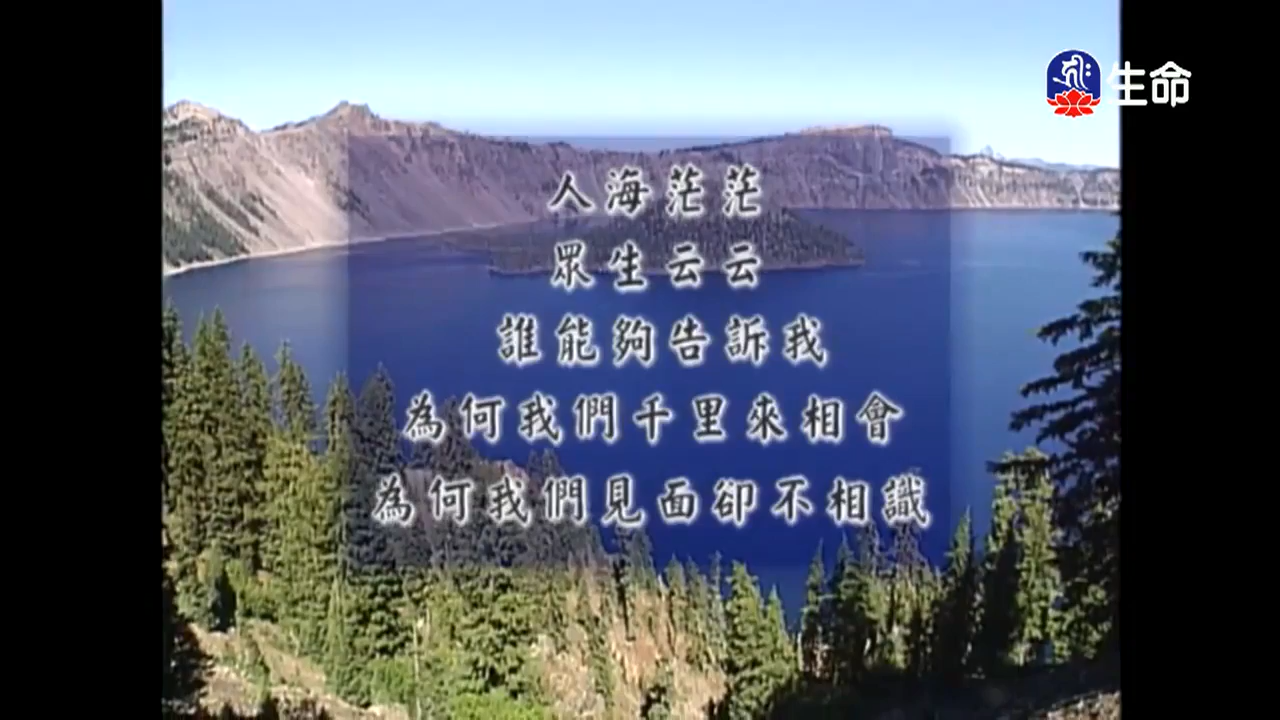 生命
人海茫茫
眾生云云
誰能夠告訴我
為何我們千里來相會
為何我們見面卻不相識